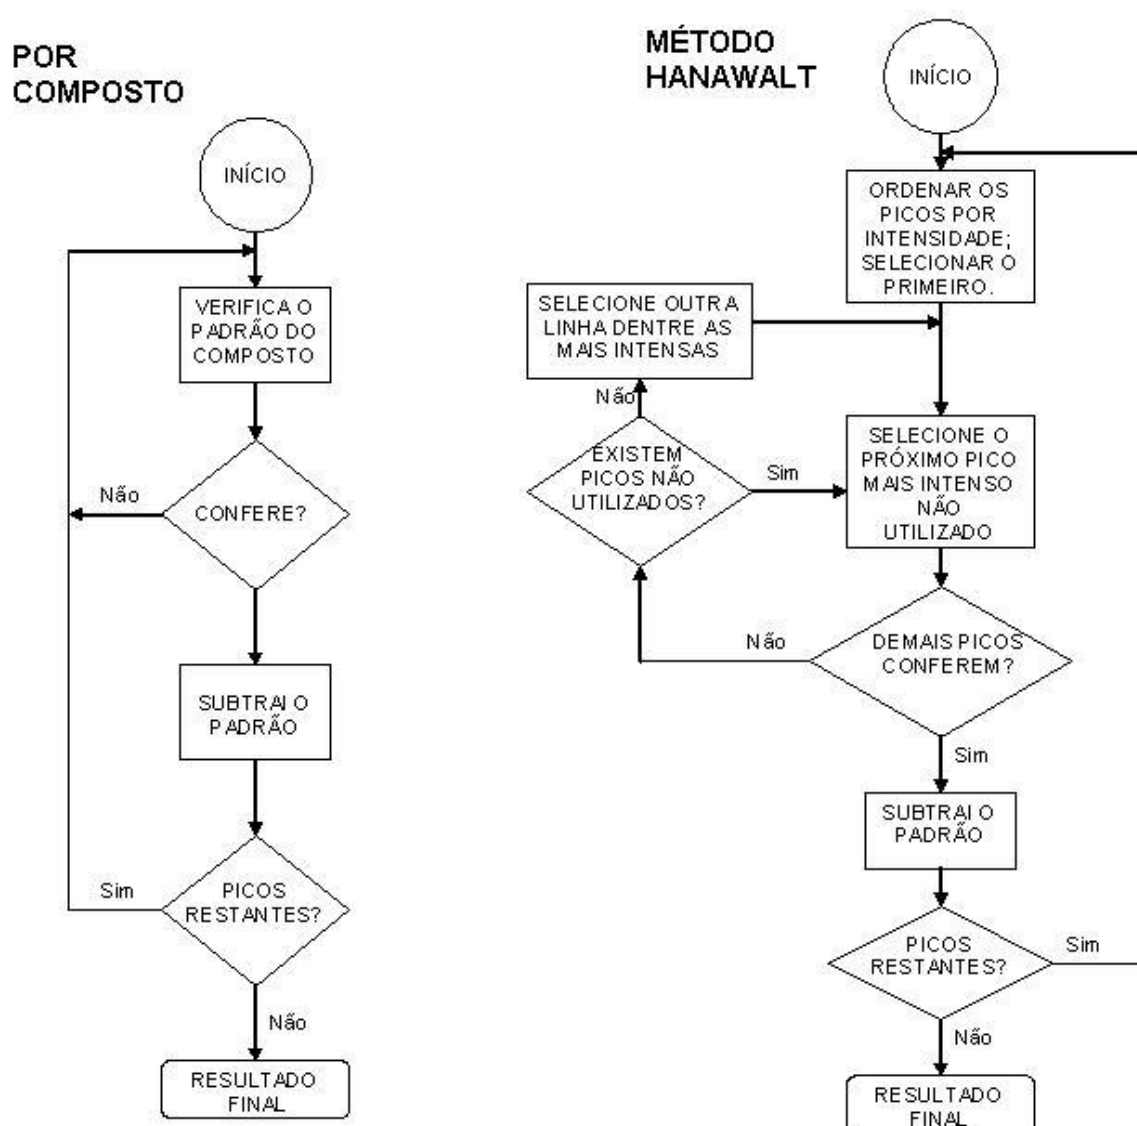 POR
COMPOSTO
INÍCIO
VERIFICA O
PADRÃO DO
COMPOSTO
Não
CONFERE?
SUBTRAI O
PADRÃO
Sim
PICOS
RESTANTES?
Não
RESULTADO
FINAL
MÉTODO
HANAWALT
INÍCIO
ORDENAR OS
PICOS POR
INTENSIDADE;
SELECIONAR O
PRIMEIRO.
SELECIONE OUTRA
LINHA DENTRE AS
MAIS INTENSAS
Não
EXISTEM
PICOS NÃO
UTILIZADOS?
Sim
SELECIONE O
PRÓXIMO PICO
MAIS INTENSO
NÃO
UTILIZADO
Não
DEMAIS PICOS
CONFEREM?
Sim
SUBTRAI O
PADRÃO
PICOS
RESTANTES?
Sim
Não
RESULTADO
FINAL